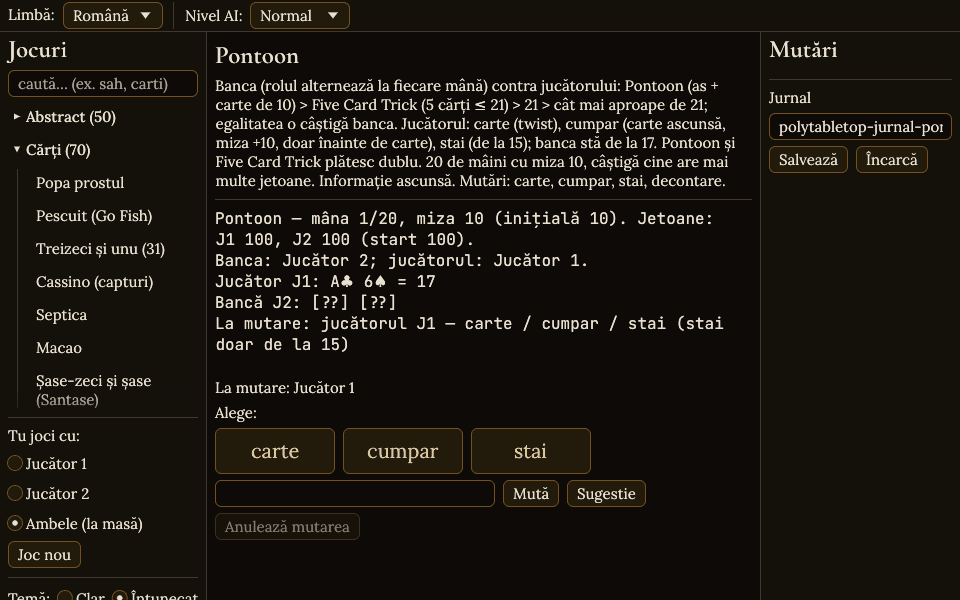 Limbă: Română Nivel AI: Normal
Jocuri
caută... (ex. sah, carti)
Abstract (50)
Cărți (70)
Popa prostul
Pescuit (Go Fish)
Treizeci și unu (31)
Cassino (capturi)
Septica
Macao
Șase-zeci și șase
(Santase)
Tu joci cu:
Jucător 1
Jucător 2
Ambele (la masă)
Joc nou
Temă: Clar Întunecat
Pontoon
Banca (rolul alternează la fiecare mână) contra jucătorului: Pontoon (as +
carte de 10) > Five Card Trick (5 cărți ≤ 21) > 21 > cât mai aproape de 21;
egalitatea o câștigă banca. Jucătorul: carte (twist), cumpar (carte ascunsă,
miza +10, doar înainte de carte), stai (de la 15); banca stă de la 17. Pontoon și
Five Card Trick plătesc dublu. 20 de mâini cu miza 10, câștigă cine are mai
multe jetoane. Informație ascunsă. Mutări: carte, cumpar, stai, decontare.
Pontoon — mâna 1/20, miza 10 (inițială 10). Jetoane:
J1 100, J2 100 (start 100).
Banca: Jucător 2; jucătorul: Jucător 1.
Jucător J1: A♣ 6♠ = 17
Bancă J2: [??] [??]
La mutare: jucătorul J1 — carte / cumpar / stai (stai
doar de la 15)
La mutare: Jucător 1
Alege:
carte cumpar stai
Mută Sugestie
Anulează mutarea
Mutări
Jurnal
polytabletop-jurnal-por
Salvează Încarcă